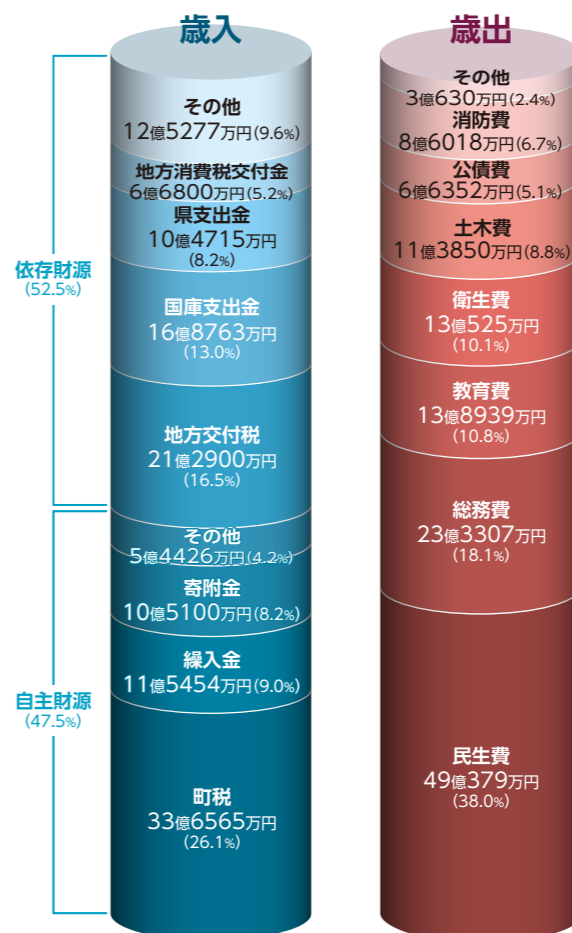 歳入
その他
12億5277万円(9.6%)
地方消費税交付金
6億6800万円(5.2%)
県支出金
10億4715万円
(8.2%)
国庫支出金
16億8763万円
(13.0%)
地方交付税
21億2900万円
(16.5%)
その他
5億4426万円(4.2%)
寄附金
10億5100万円(8.2%)
繰入金
11億5454万円(9.0%)
町税
33億6565万円
(26.1%)
依存財源
(52.5%)
自主財源
(47.5%)
歳出
その他
3億630万円(2.4%)
消防費
8億6018万円(6.7%)
公債費
6億6352万円(5.1%)
土木費
11億3850万円(8.8%)
衛生費
13億525万円
(10.1%)
教育費
13億8939万円
(10.8%)
総務費
23億3307万円
(18.1%)
民生費
49億379万円
(38.0%)